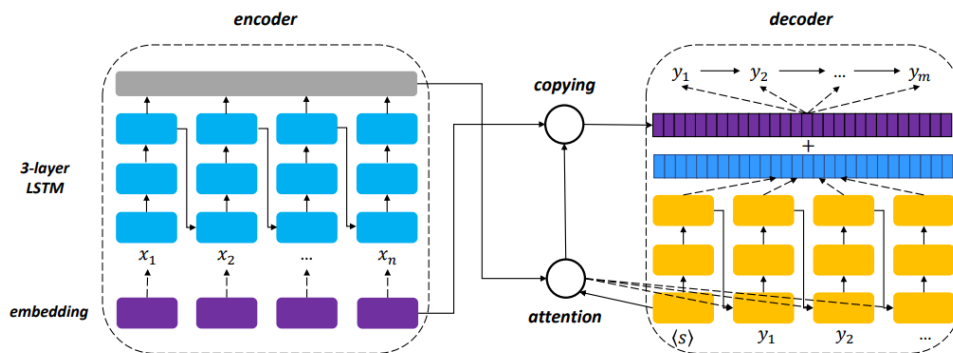 encoder
decoder
y₁ y₂ ... yₘ
copying
3-layer
LSTM
+
x₁ x₂ ... xₙ
embedding
attention
⟨s⟩ y₁ y₂ ...